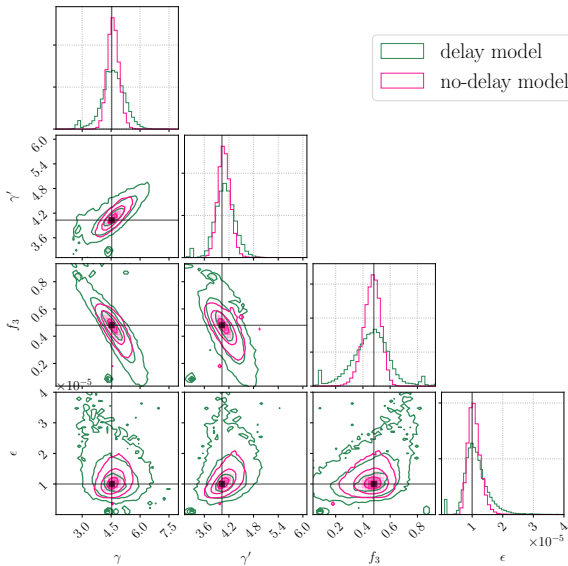 delay model
no-delay model
6.0
5.4
4.8
4.2
3.6
γ′
0.8
0.6
0.4
0.2
f₃
×10⁻⁵
4
3
2
1
ϵ
3.0 4.5 6.0 7.5
3.6 4.2 4.8 5.4 6.0
0.2 0.4 0.6 0.8
1 2 3 4
×10⁻⁵
γ γ′ f₃ ϵ